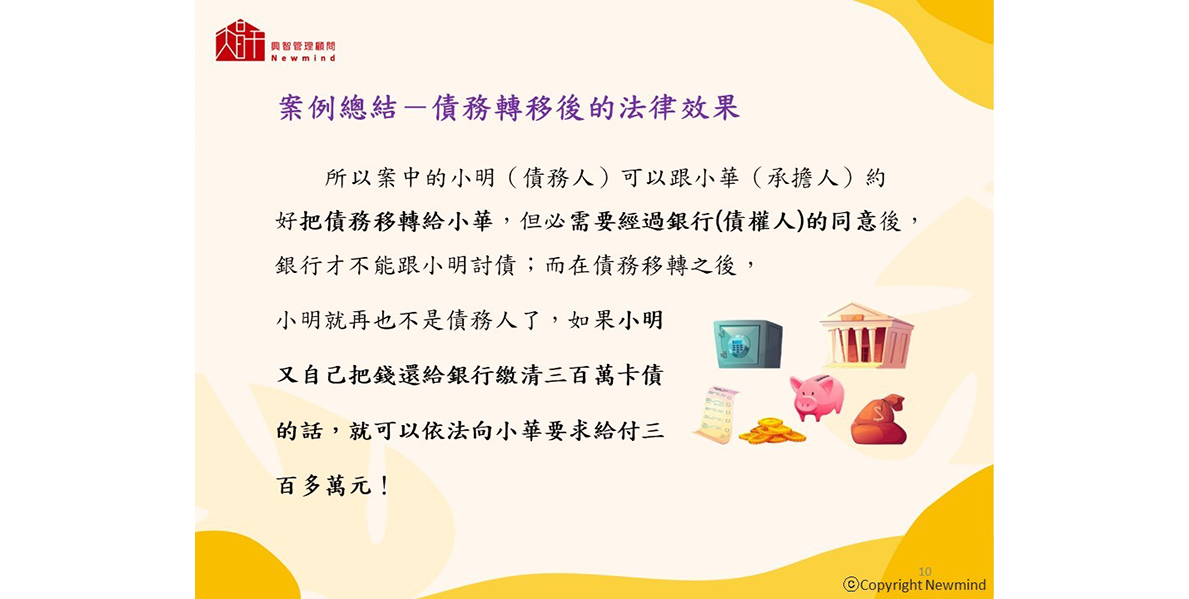 興智管理顧問
Newmind
案例總結－債務轉移後的法律效果
所以案中的小明（債務人）可以跟小華（承擔人）約
好把債務移轉給小華，但必需要經過銀行(債權人)的同意後，
銀行才不能跟小明討債；而在債務移轉之後，
小明就再也不是債務人了，如果小明
又自己把錢還給銀行繳清三百萬卡債
的話，就可以依法向小華要求給付三
百多萬元！
10
©Copyright Newmind